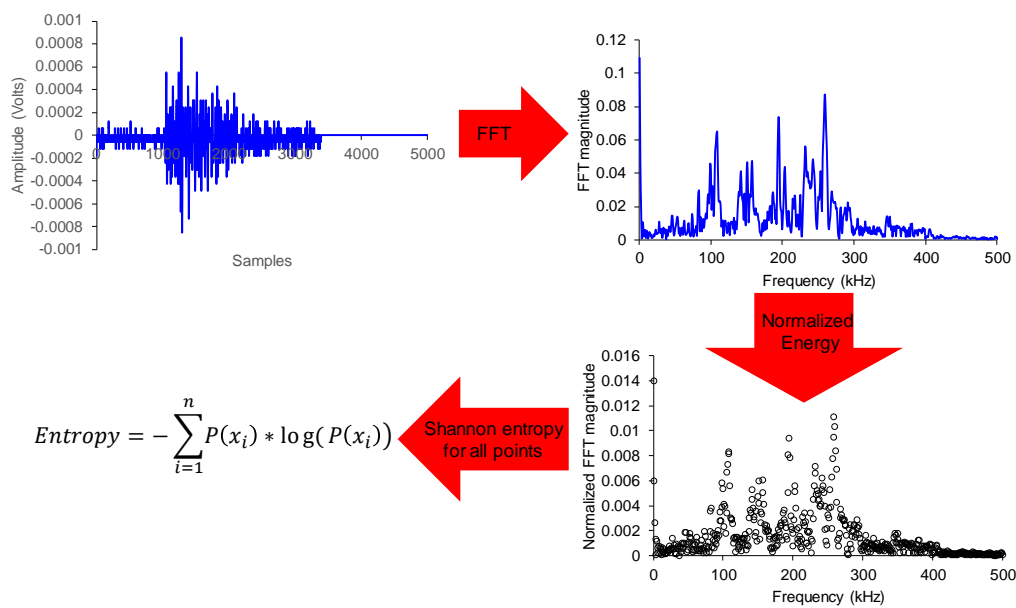 0.001
0.0008
0.0006
0.0004
0.0002
0
-0.0002
-0.0004
-0.0006
-0.0008
-0.001
Amplitude (Volts)
0 1000 2000 3000 4000 5000
Samples
FFT
0.12
0.1
0.08
0.06
0.04
0.02
0
FFT magnitude
0 100 200 300 400 500
Frequency (kHz)
Normalized
Energy
0.016
0.014
0.012
0.01
0.008
0.006
0.004
0.002
0
Normalized FFT magnitude
0 100 200 300 400 500
Frequency (kHz)
Shannon entropy
for all points
Entropy = − ∑ⁿᵢ₌₁ P(xᵢ) ∗ log( P(xᵢ))